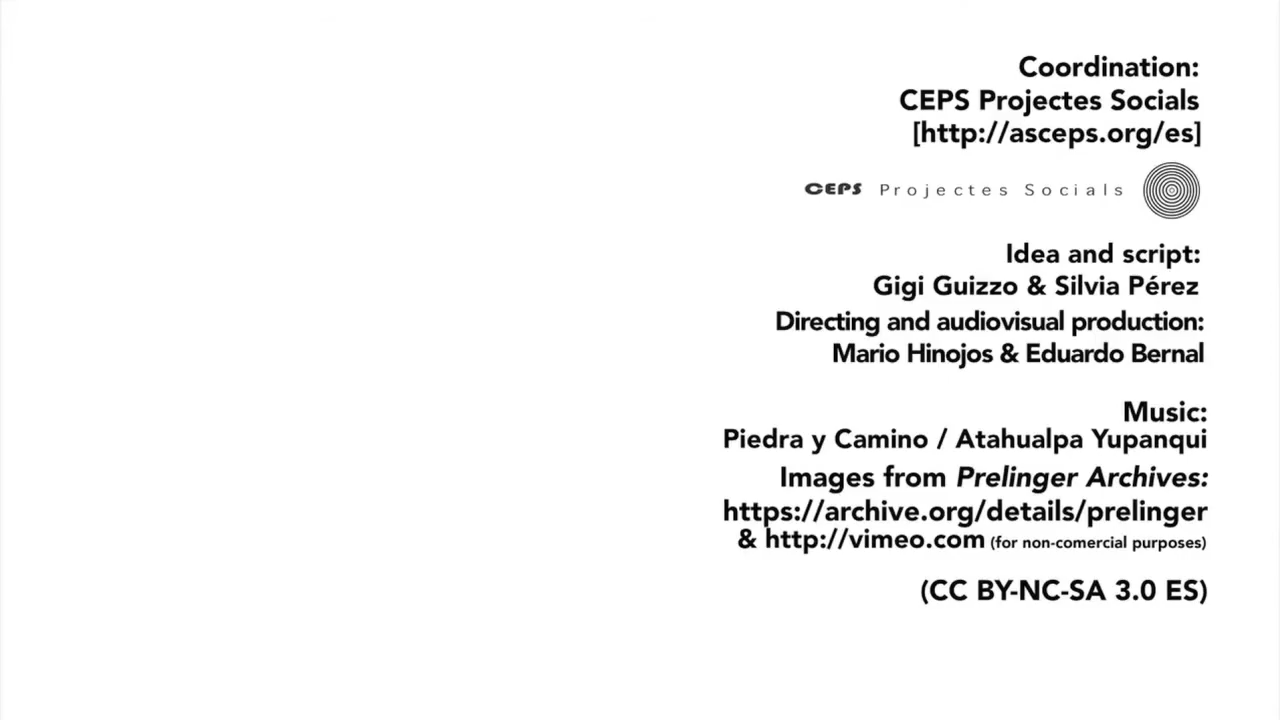 Coordination:
CEPS Projectes Socials
[http://asceps.org/es]
CEPS Projectes Socials
Idea and script:
Gigi Guizzo & Silvia Pérez
Directing and audiovisual production:
Mario Hinojos & Eduardo Bernal
Music:
Piedra y Camino / Atahualpa Yupanqui
Images from Prelinger Archives:
https://archive.org/details/prelinger
& http://vimeo.com (for non-comercial purposes)
(CC BY-NC-SA 3.0 ES)